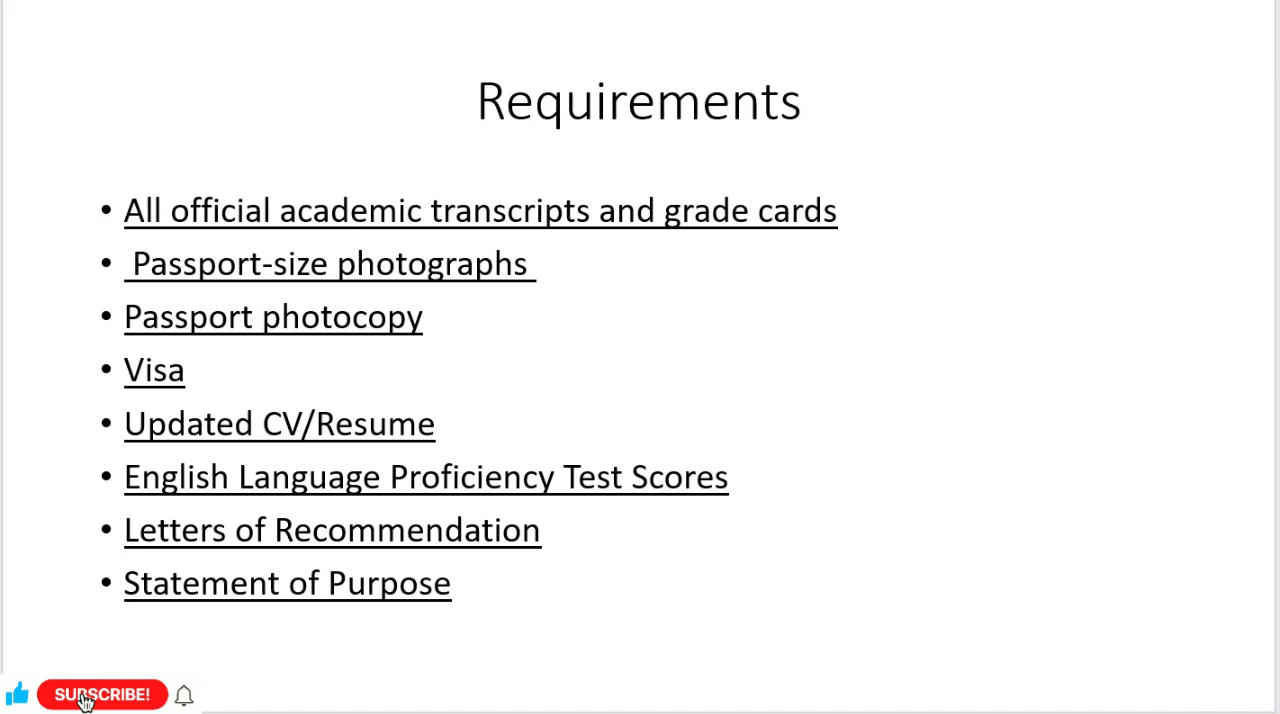 Requirements
• All official academic transcripts and grade cards
• Passport-size photographs
• Passport photocopy
• Visa
• Updated CV/Resume
• English Language Proficiency Test Scores
• Letters of Recommendation
• Statement of Purpose
SUBSCRIBE!